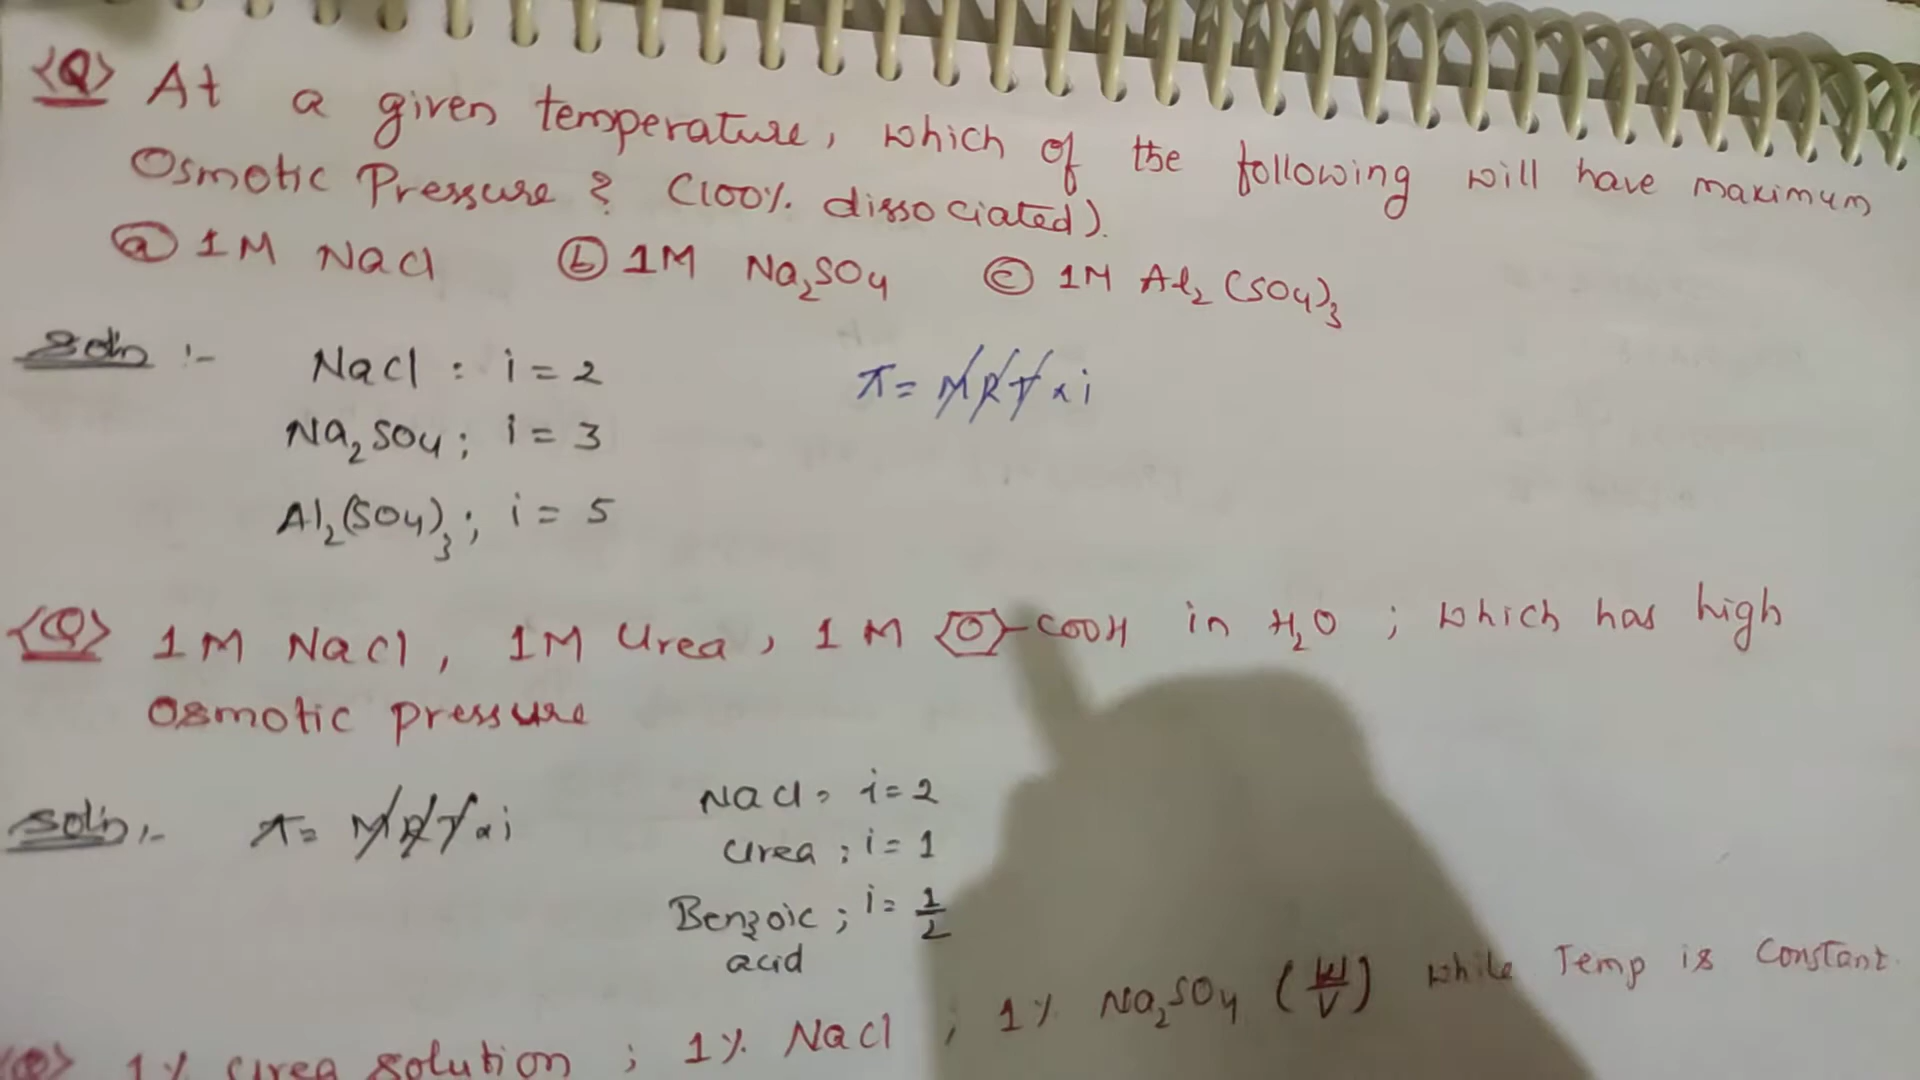 <Q> At a given temperature, which of the following will have maximum
Osmotic Pressure ? (100% dissociated).
ⓐ 1M NaCl ⓑ 1M Na₂SO₄ ⓒ 1M Al₂(SO₄)₃
Soln :- NaCl : i = 2 π = MRT x i
Na₂SO₄ ; i = 3
Al₂(SO₄)₃ ; i = 5
<Q> 1M NaCl, 1M Urea, 1M -COOH in H₂O ; which has high
Osmotic pressure
Soln :- π = MRT x i NaCl ; i = 2
Urea ; i = 1
Benzoic ; i = 1/2
acid
<Q> 1% Urea solution ; 1% NaCl ; 1% Na₂SO₄ (W/V) while Temp is Constant